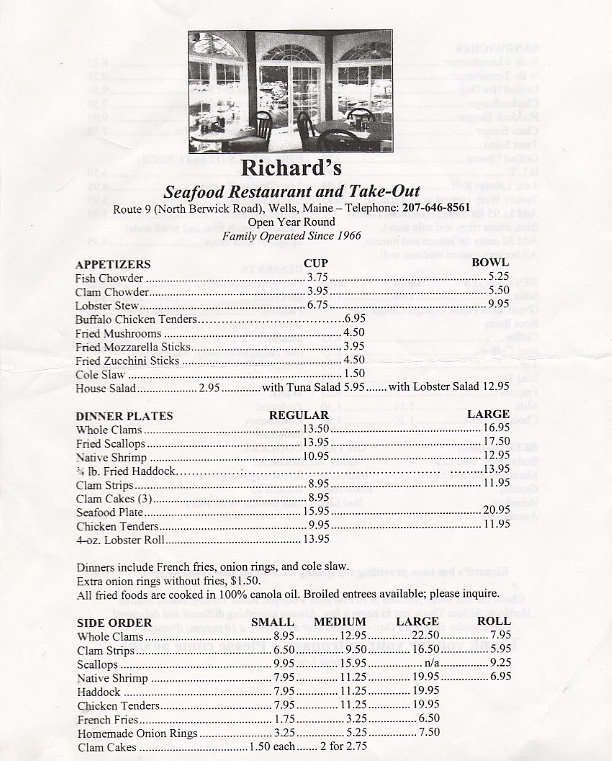 Richard's
Seafood Restaurant and Take-Out
Route 9 (North Berwick Road), Wells, Maine – Telephone: 207-646-8561
Open Year Round
Family Operated Since 1966
APPETIZERS CUP BOWL
Fish Chowder 3.75 5.25
Clam Chowder 3.95 5.50
Lobster Stew 6.75 9.95
Buffalo Chicken Tenders 6.95
Fried Mushrooms 4.50
Fried Mozzarella Sticks 3.95
Fried Zucchini Sticks 4.50
Cole Slaw 1.50
House Salad 2.95 with Tuna Salad 5.95 with Lobster Salad 12.95
DINNER PLATES REGULAR LARGE
Whole Clams 13.50 16.95
Fried Scallops 13.95 17.50
Native Shrimp 10.95 12.95
¾ lb. Fried Haddock 13.95
Clam Strips 8.95 11.95
Clam Cakes (3) 8.95
Seafood Plate 15.95 20.95
Chicken Tenders 9.95 11.95
4-oz. Lobster Roll 13.95
Dinners include French fries, onion rings, and cole slaw.
Extra onion rings without fries, $1.50.
All fried foods are cooked in 100% canola oil. Broiled entrees available; please inquire.
SIDE ORDER SMALL MEDIUM LARGE ROLL
Whole Clams 8.95 12.95 22.50 7.95
Clam Strips 6.50 9.50 16.50 5.95
Scallops 9.95 15.95 n/a 9.25
Native Shrimp 7.95 11.25 19.95 6.95
Haddock 7.95 11.25 19.95
Chicken Tenders 7.95 11.25 19.95
French Fries 1.75 3.25 6.50
Homemade Onion Rings 3.25 5.25 7.50
Clam Cakes 1.50 each 2 for 2.75